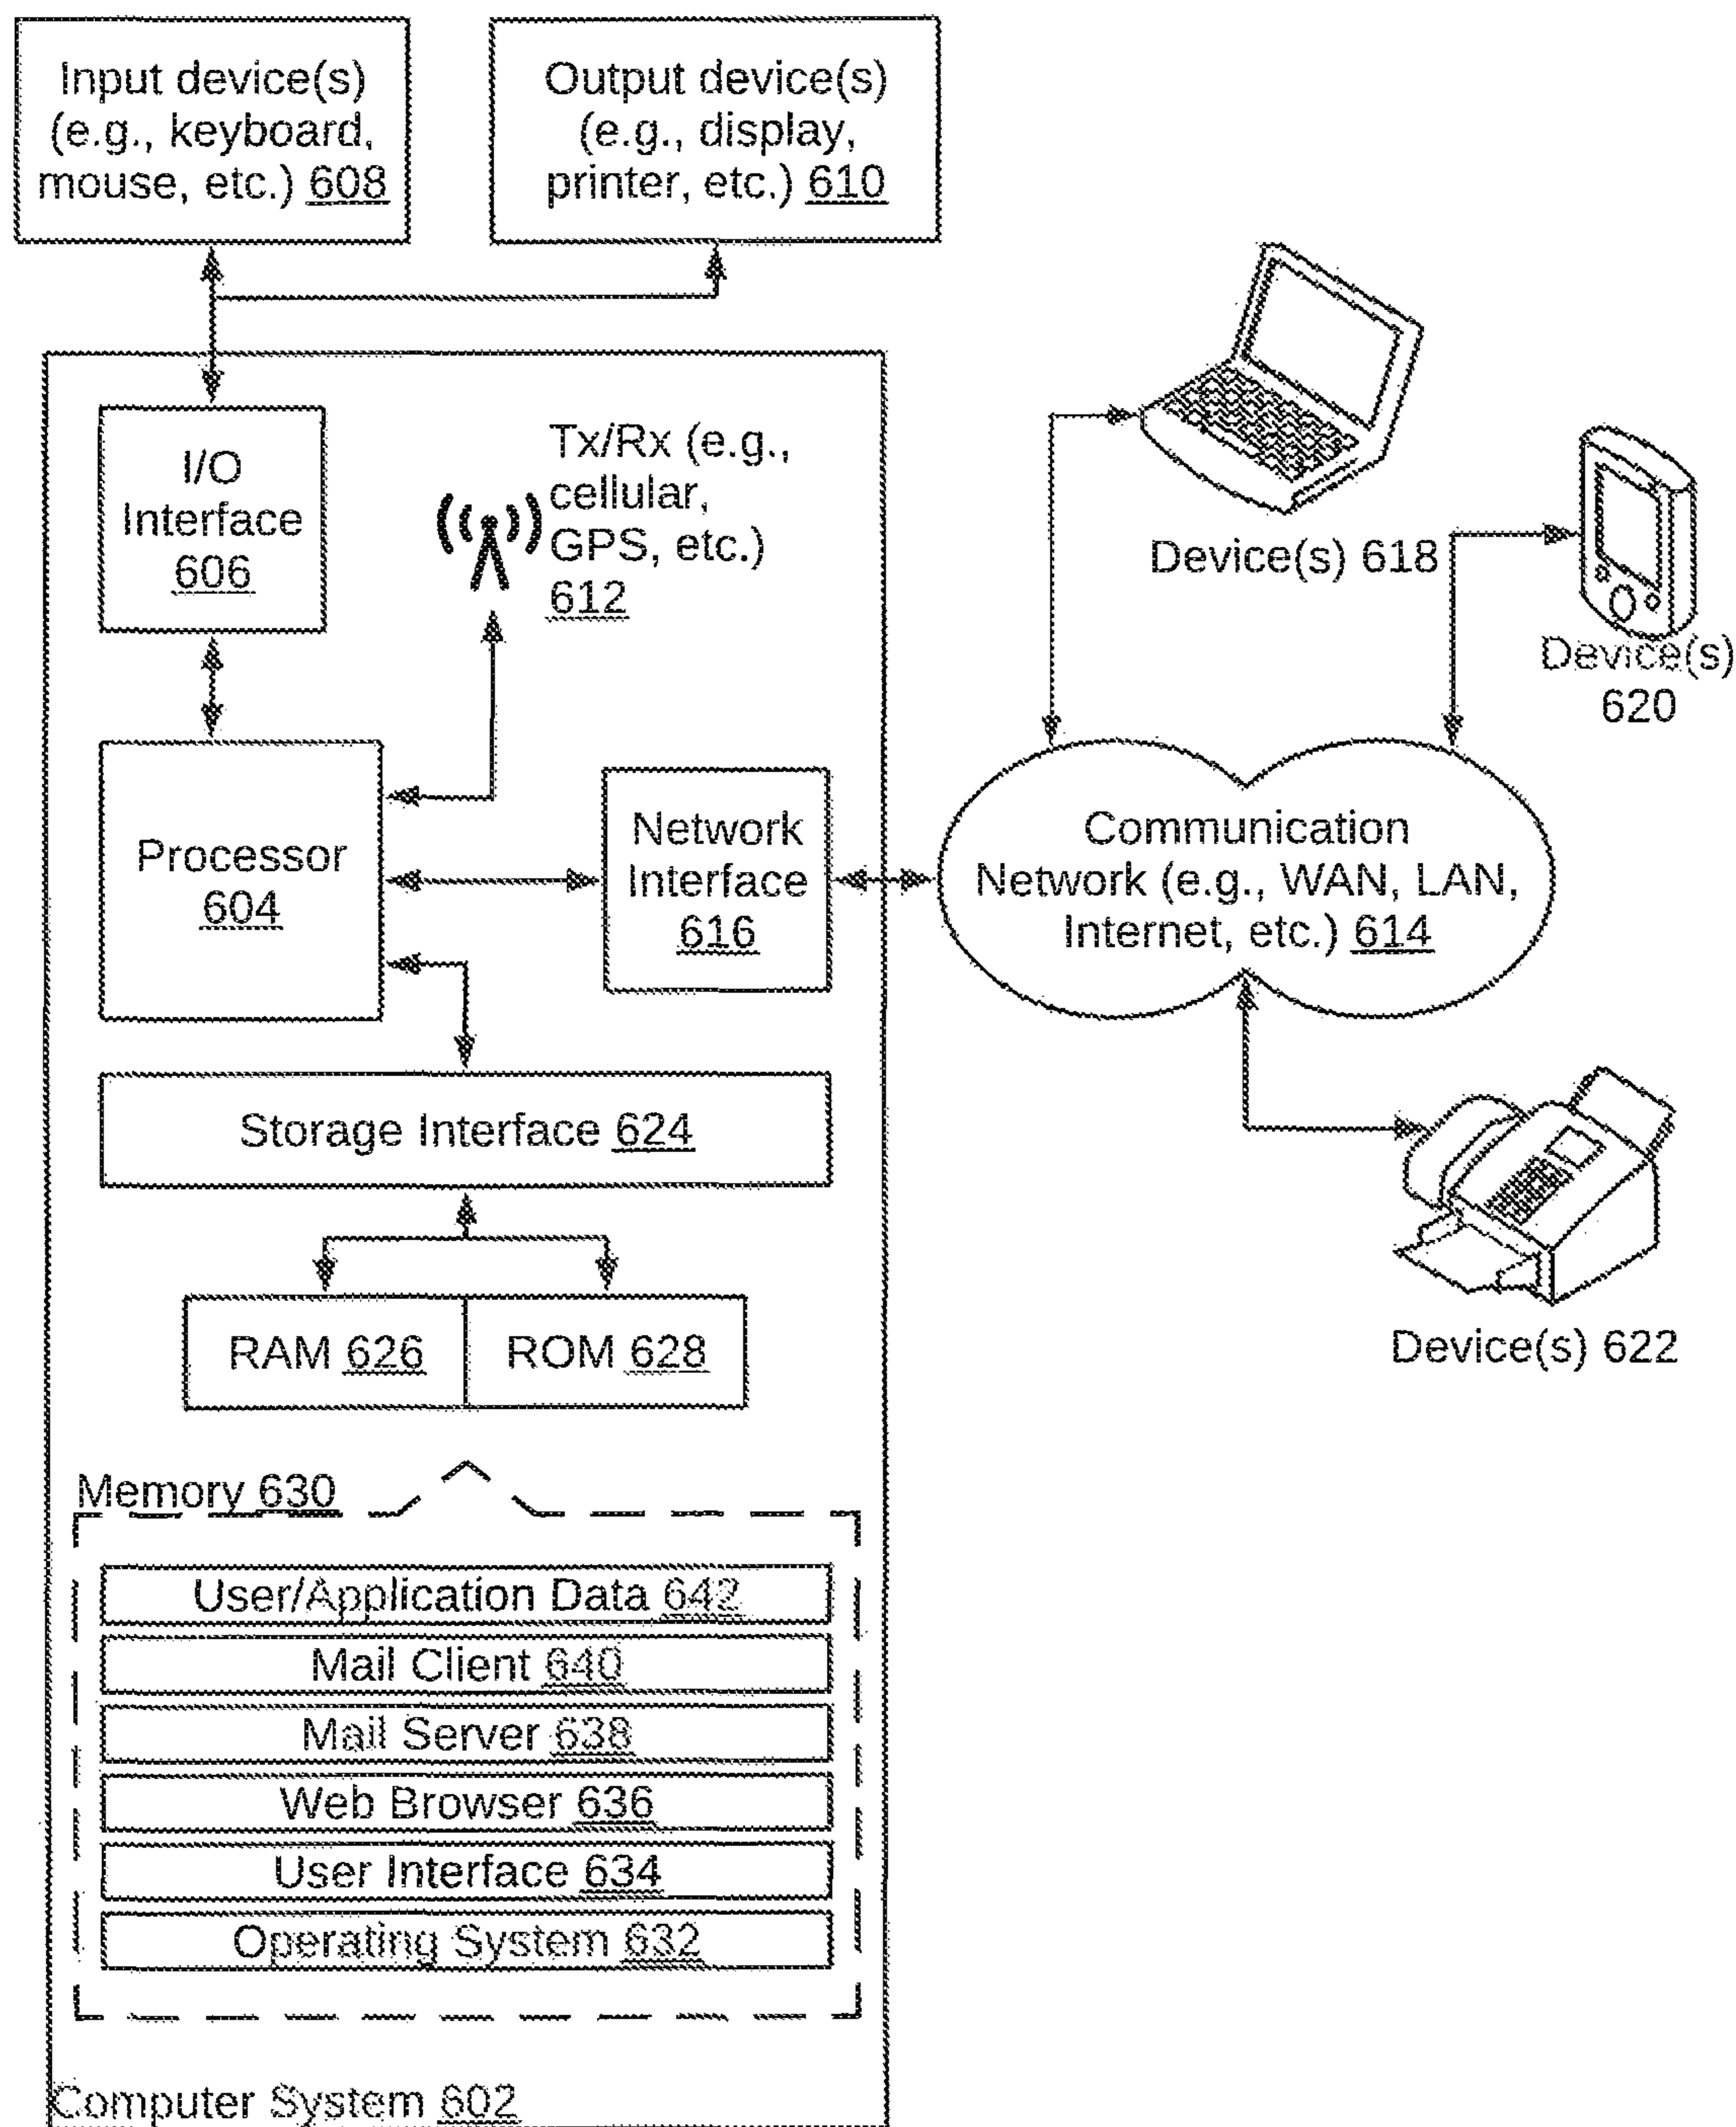 Input device(s)
(e.g., keyboard,
mouse, etc.) 608
Output device(s)
(e.g., display,
printer, etc.) 610
I/O
Interface
606
Tx/Rx (e.g.,
cellular,
GPS, etc.)
612
Device(s) 618
Device(s)
620
Processor
604
Network
Interface
616
Communication
Network (e.g., WAN, LAN,
Internet, etc.) 614
Storage Interface 624
RAM 626
ROM 628
Device(s) 622
Memory 630
User/Application Data 642
Mail Client 640
Mail Server 638
Web Browser 636
User Interface 634
Operating System 632
Computer System 602